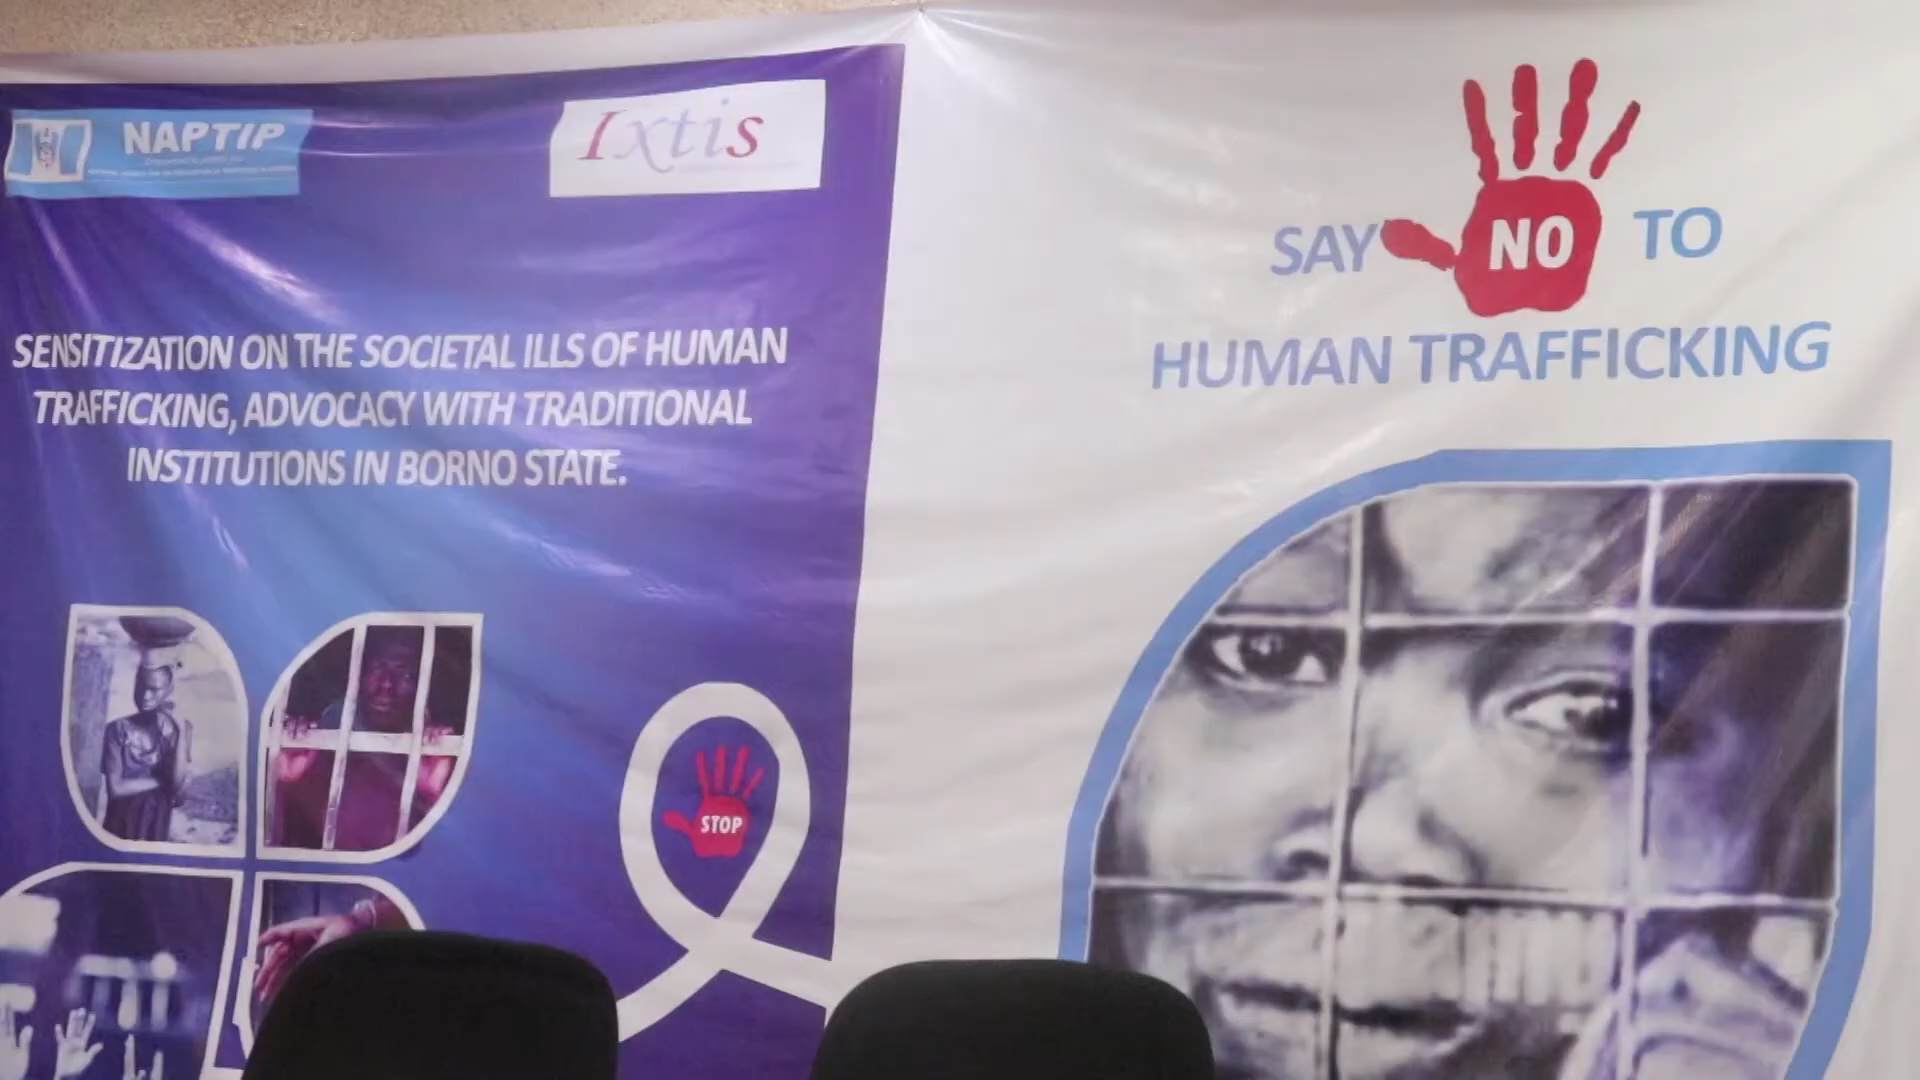 NAPTIP
Ixtis
SENSITIZATION ON THE SOCIETAL ILLS OF HUMAN
TRAFFICKING, ADVOCACY WITH TRADITIONAL
INSTITUTIONS IN BORNO STATE.
STOP
SAY NO TO
HUMAN TRAFFICKING